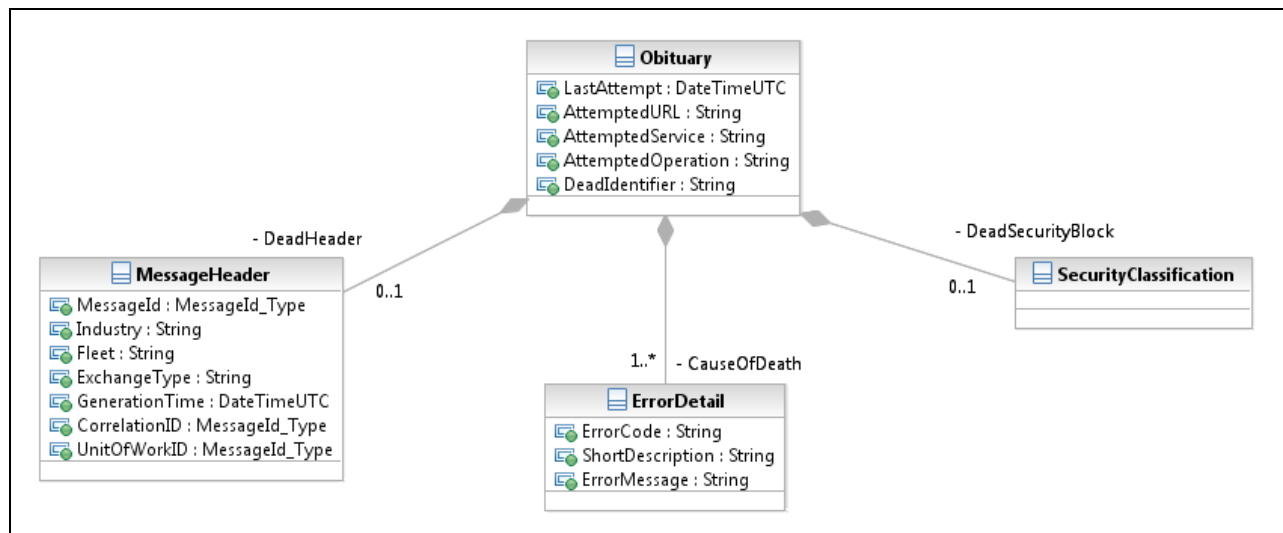 Obituary
LastAttempt : DateTimeUTC
AttemptedURL : String
AttemptedService : String
AttemptedOperation : String
DeadIdentifier : String
- DeadHeader
- DeadSecurityBlock
MessageHeader
0..1
0..1
SecurityClassification
MessageId : MessageId_Type
Industry : String
Fleet : String
ExchangeType : String
GenerationTime : DateTimeUTC
CorrelationID : MessageId_Type
UnitOfWorkID : MessageId_Type
1..*
- CauseOfDeath
ErrorDetail
ErrorCode : String
ShortDescription : String
ErrorMessage : String